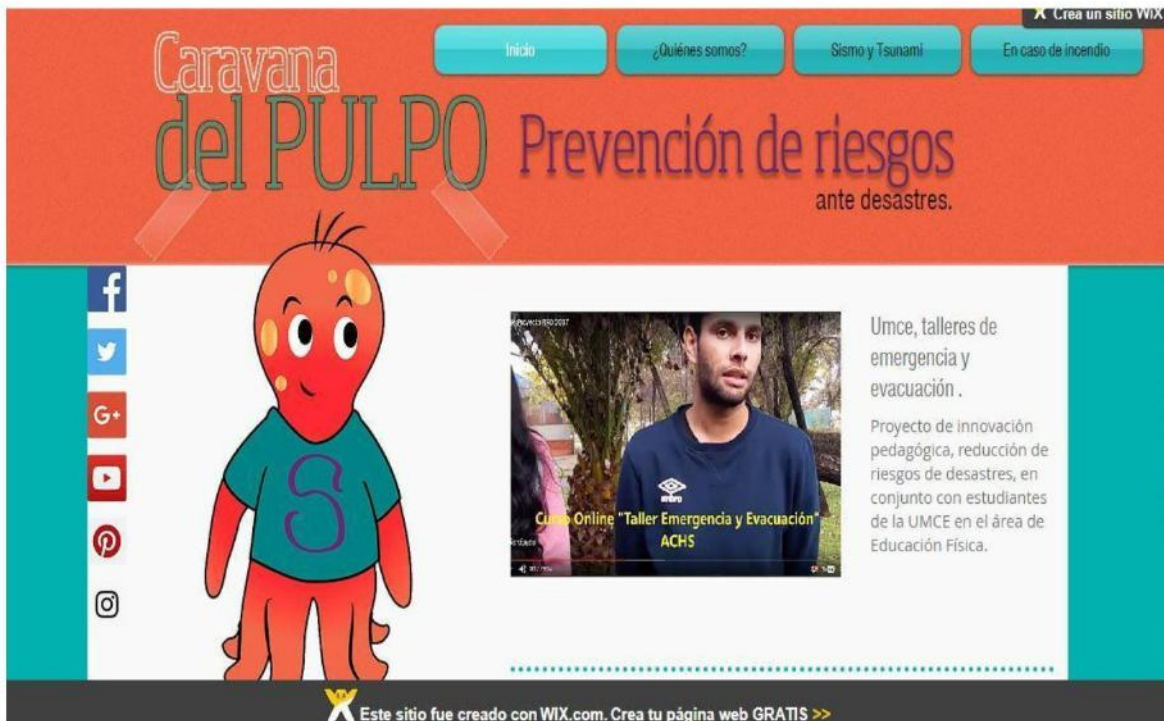 Crea un sitio WIX
Caravana
del PULPO
Inicio
¿Quiénes somos?
Sismo y Tsunami
En caso de incendio
Prevención de riesgos
ante desastres.
S
umbro
Curso Online "Taller Emergencia y Evacuación"
ACHS
Umce, talleres de
emergencia y
evacuación .
Proyecto de innovación
pedagógica, reducción de
riesgos de desastres, en
conjunto con estudiantes
de la UMCE en el área de
Educación Física.
G+
Este sitio fue creado con WIX.com. Crea tu página web GRATIS >>